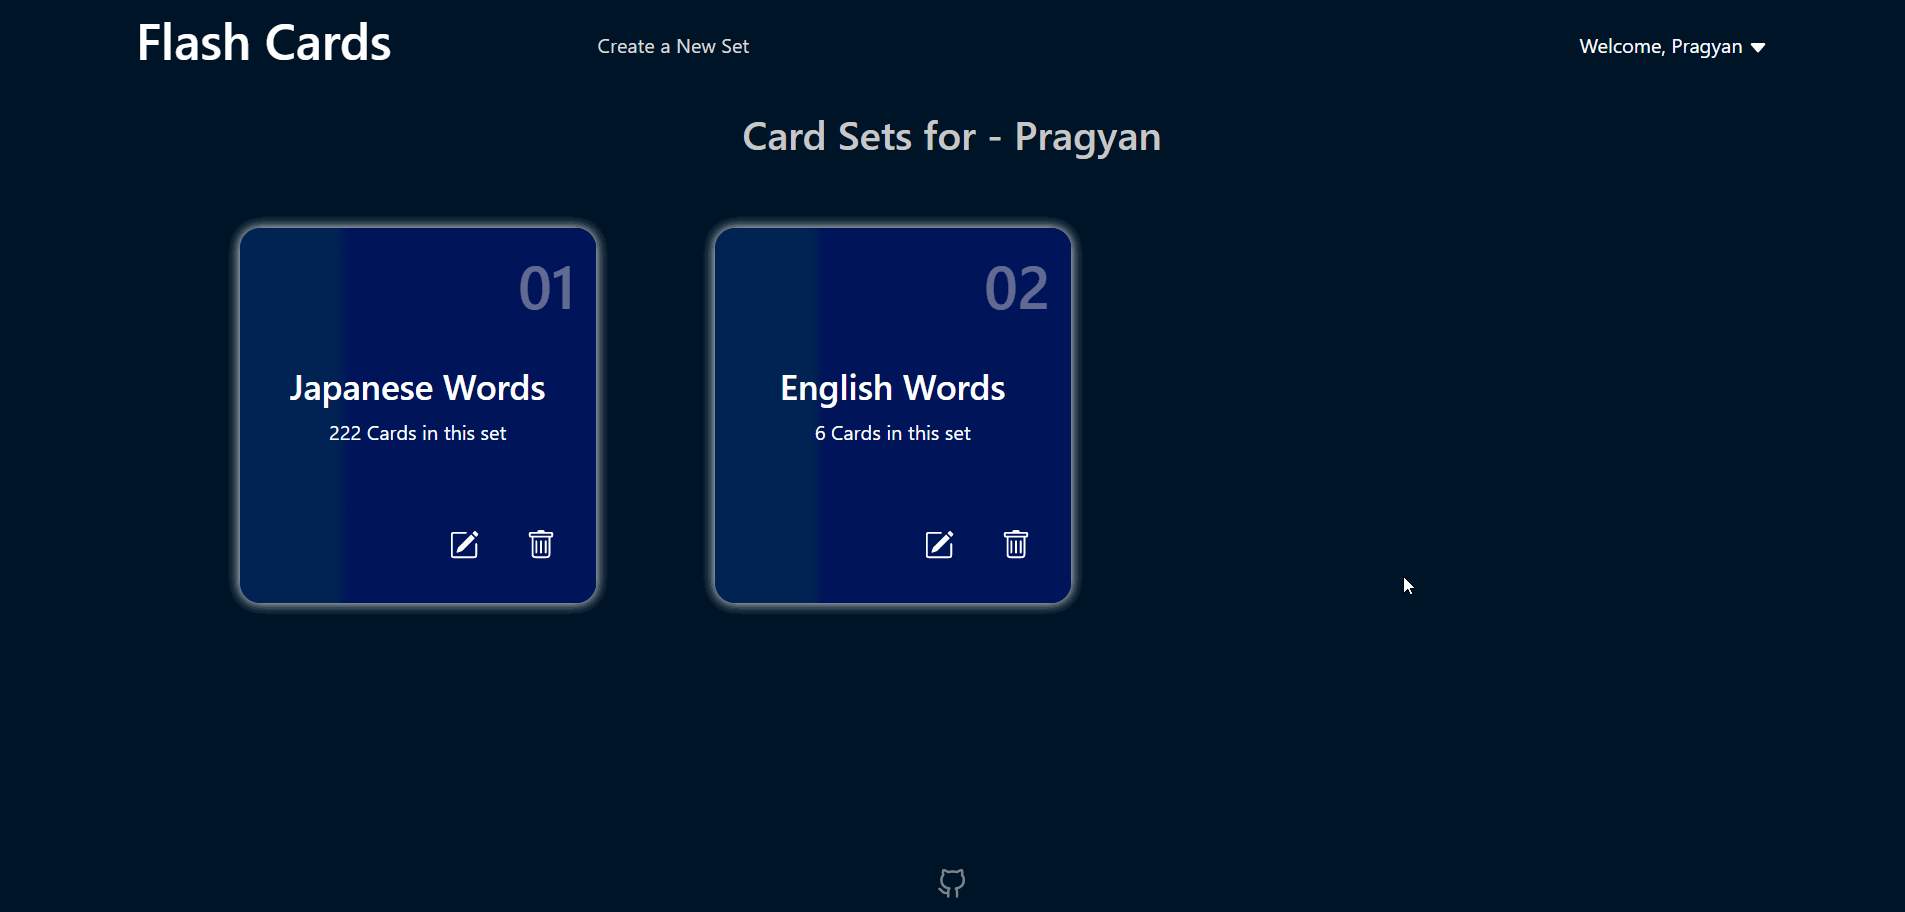 Flash Cards
Create a New Set
Welcome, Pragyan
Card Sets for - Pragyan
01
Japanese Words
222 Cards in this set
02
English Words
6 Cards in this set